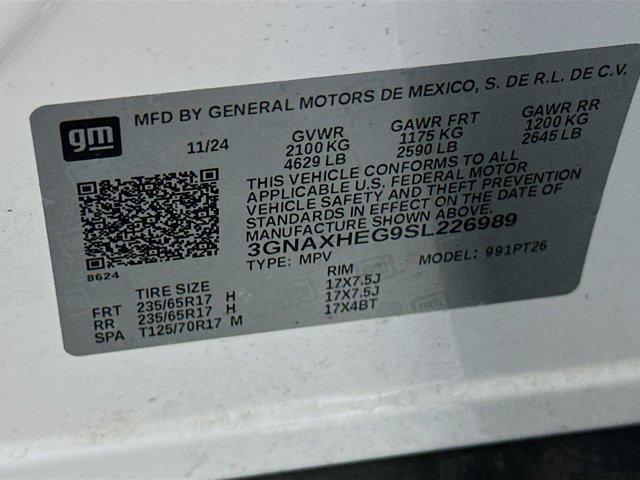 gm
MFD BY GENERAL MOTORS DE MEXICO, S. DE R.L. DE C.V.
11/24 GVWR GAWR FRT GAWR RR
2100 KG 1175 KG 1200 KG
4629 LB 2590 LB 2645 LB
THIS VEHICLE CONFORMS TO ALL
APPLICABLE U.S. FEDERAL MOTOR
VEHICLE SAFETY AND THEFT PREVENTION
STANDARDS IN EFFECT ON THE DATE OF
MANUFACTURE SHOWN ABOVE.
3GNAXHEG9SL226989
TYPE: MPV MODEL: 991PT26
8624
TIRE SIZE RIM
FRT 235/65R17 H 17X7.5J
RR 235/65R17 H 17X7.5J
SPA T125/70R17 M 17X4BT